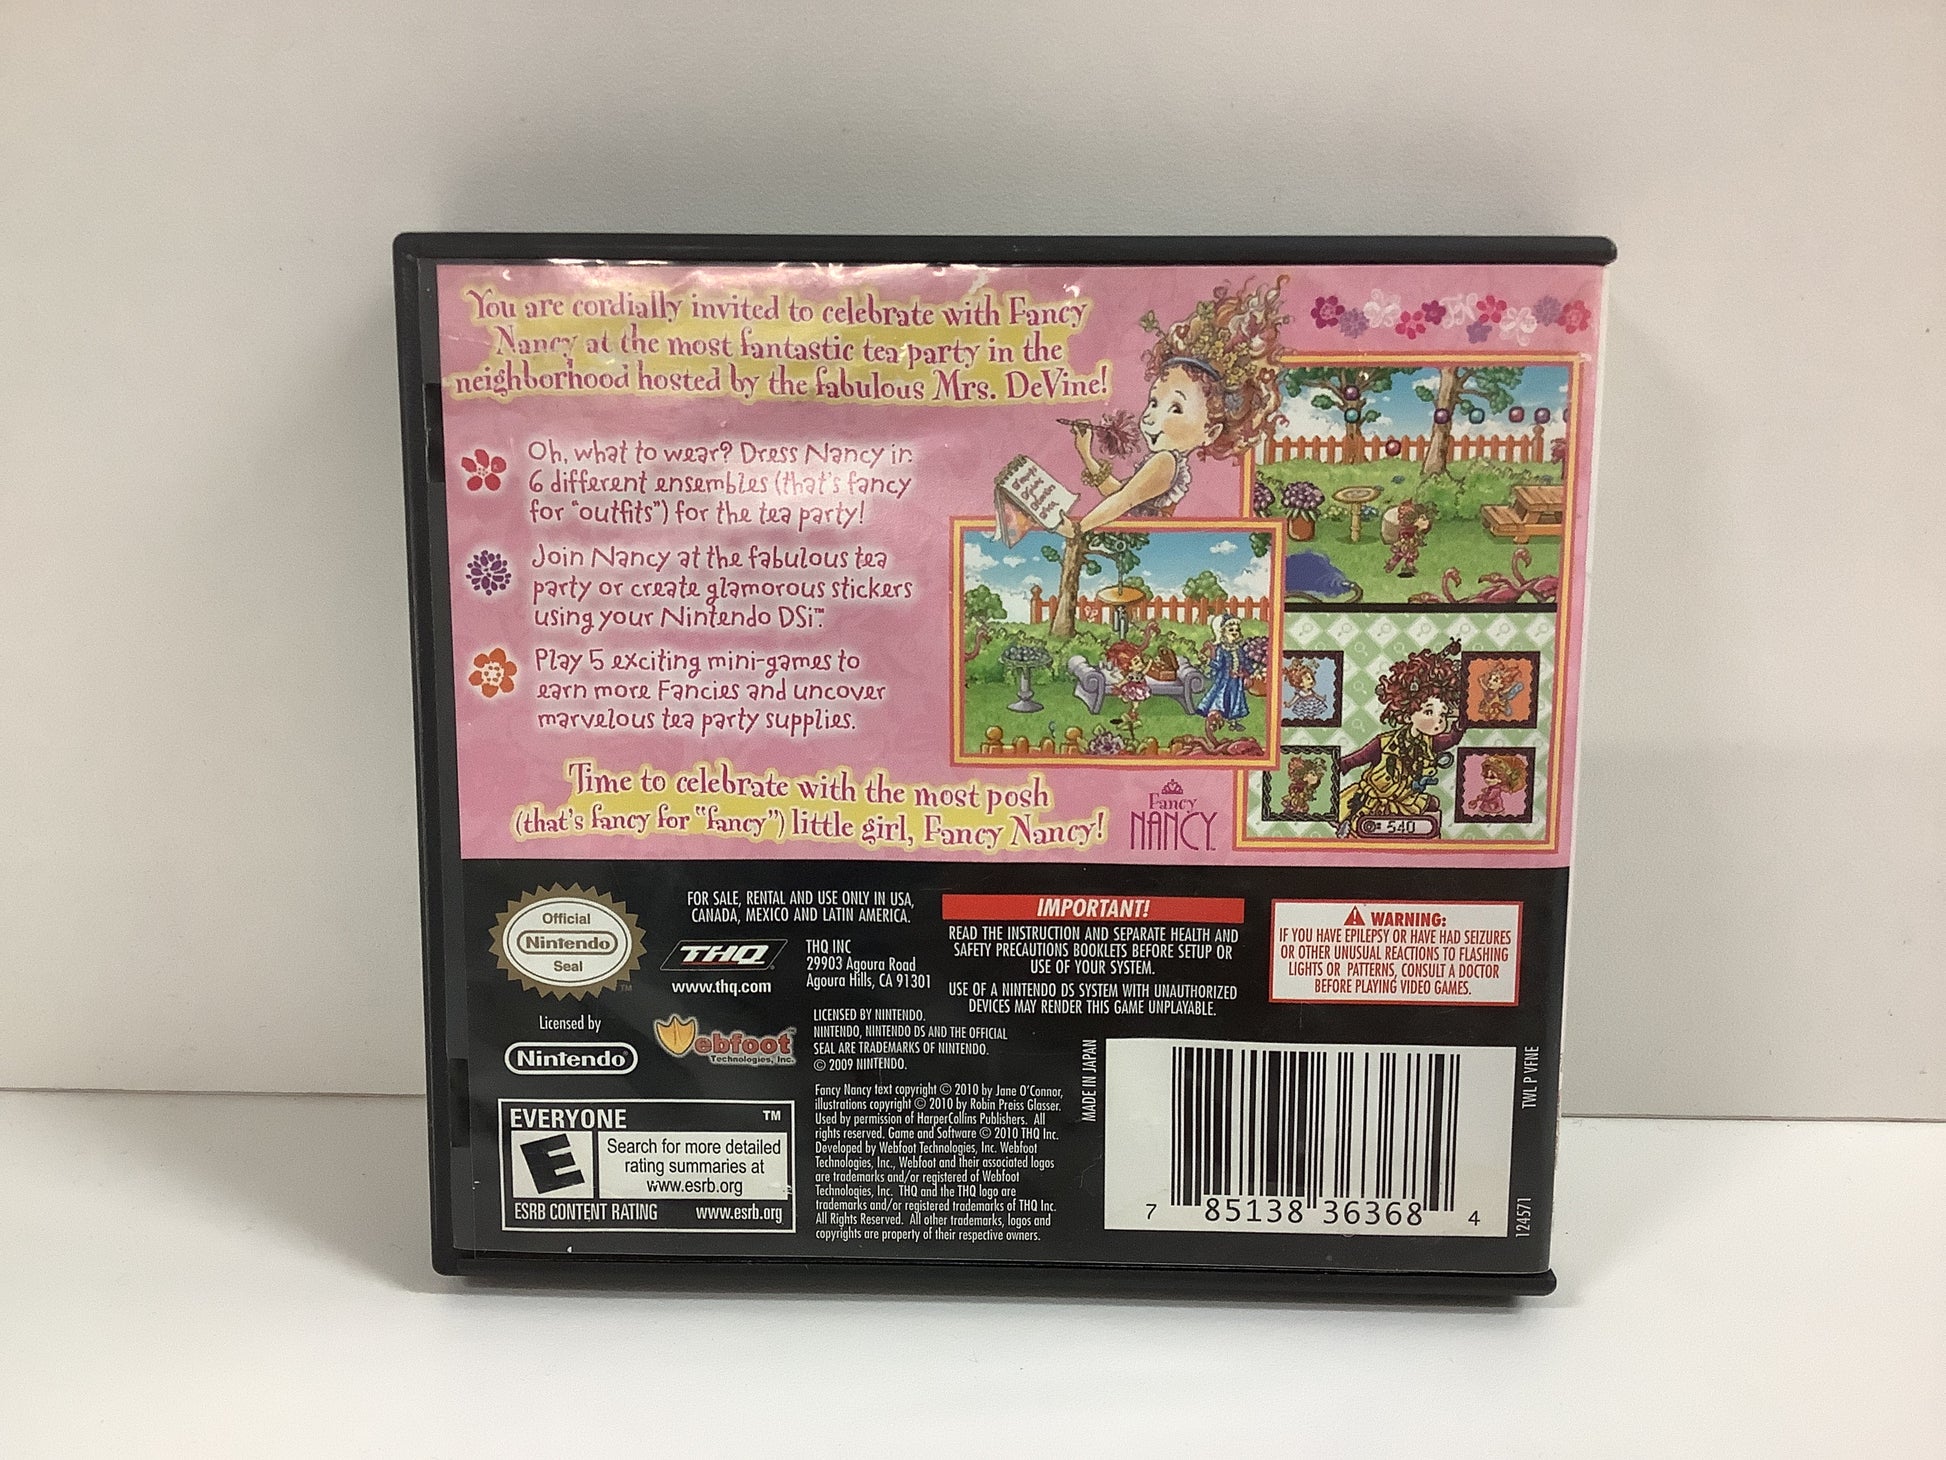 You are cordially invited to celebrate with Fancy
Nancy at the most fantastic tea party in the
neighborhood hosted by the fabulous Mrs. DeVine!
Oh, what to wear? Dress Nancy in
6 different ensembles (that's fancy
for "outfits") for the tea party!
Join Nancy at the fabulous tea
party or create glamorous stickers
using your Nintendo DSi™.
Play 5 exciting mini-games to
earn more Fancies and uncover
marvelous tea party supplies.
Time to celebrate with the most posh
(that's fancy for "fancy") little girl, Fancy Nancy!
Fancy
NANCY
540
Official
Nintendo
Seal
TM
Licensed by
Nintendo®
FOR SALE, RENTAL AND USE ONLY IN USA,
CANADA, MEXICO AND LATIN AMERICA.
THQ
www.thq.com
THQ INC
29903 Agoura Road
Agoura Hills, CA 91301
Webfoot™
Technologies, Inc.
LICENSED BY NINTENDO.
NINTENDO, NINTENDO DS AND THE OFFICIAL
SEAL ARE TRADEMARKS OF NINTENDO.
© 2009 NINTENDO.
Fancy Nancy text copyright © 2010 by Jane O'Connor,
illustrations copyright © 2010 by Robin Preiss Glasser.
Used by permission of HarperCollins Publishers. All
rights reserved. Game and Software © 2010 THQ Inc.
Developed by Webfoot Technologies, Inc. Webfoot
Technologies, Inc., Webfoot and their associated logos
are trademarks and/or registered of Webfoot
Technologies, Inc. THQ and the THQ logo are
trademarks and/or registered trademarks of THQ Inc.
All Rights Reserved. All other trademarks, logos and
copyrights are property of their respective owners.
EVERYONE ™
E
Search for more detailed
rating summaries at
www.esrb.org
ESRB CONTENT RATING www.esrb.org
IMPORTANT!
READ THE INSTRUCTION AND SEPARATE HEALTH AND
SAFETY PRECAUTIONS BOOKLETS BEFORE SETUP OR
USE OF YOUR SYSTEM.
USE OF A NINTENDO DS SYSTEM WITH UNAUTHORIZED
DEVICES MAY RENDER THIS GAME UNPLAYABLE.
WARNING:
IF YOU HAVE EPILEPSY OR HAVE HAD SEIZURES
OR OTHER UNUSUAL REACTIONS TO FLASHING
LIGHTS OR PATTERNS, CONSULT A DOCTOR
BEFORE PLAYING VIDEO GAMES.
MADE IN JAPAN
7 85138 36368 4
TWL P VFNE
124571